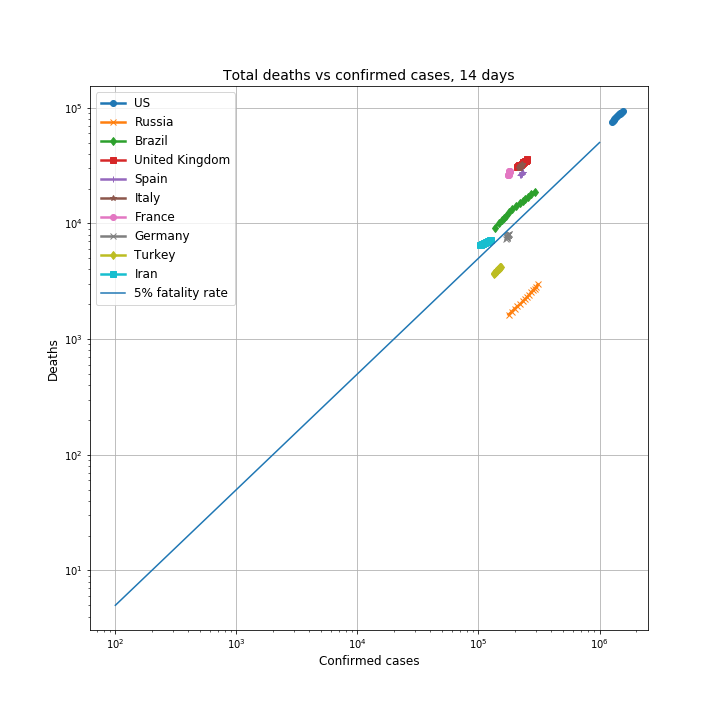 Total deaths vs confirmed cases, 14 days
US
Russia
Brazil
United Kingdom
Spain
Italy
France
Germany
Turkey
Iran
5% fatality rate
Deaths
10⁵
10⁴
10³
10²
10¹
10² 10³ 10⁴ 10⁵ 10⁶
Confirmed cases